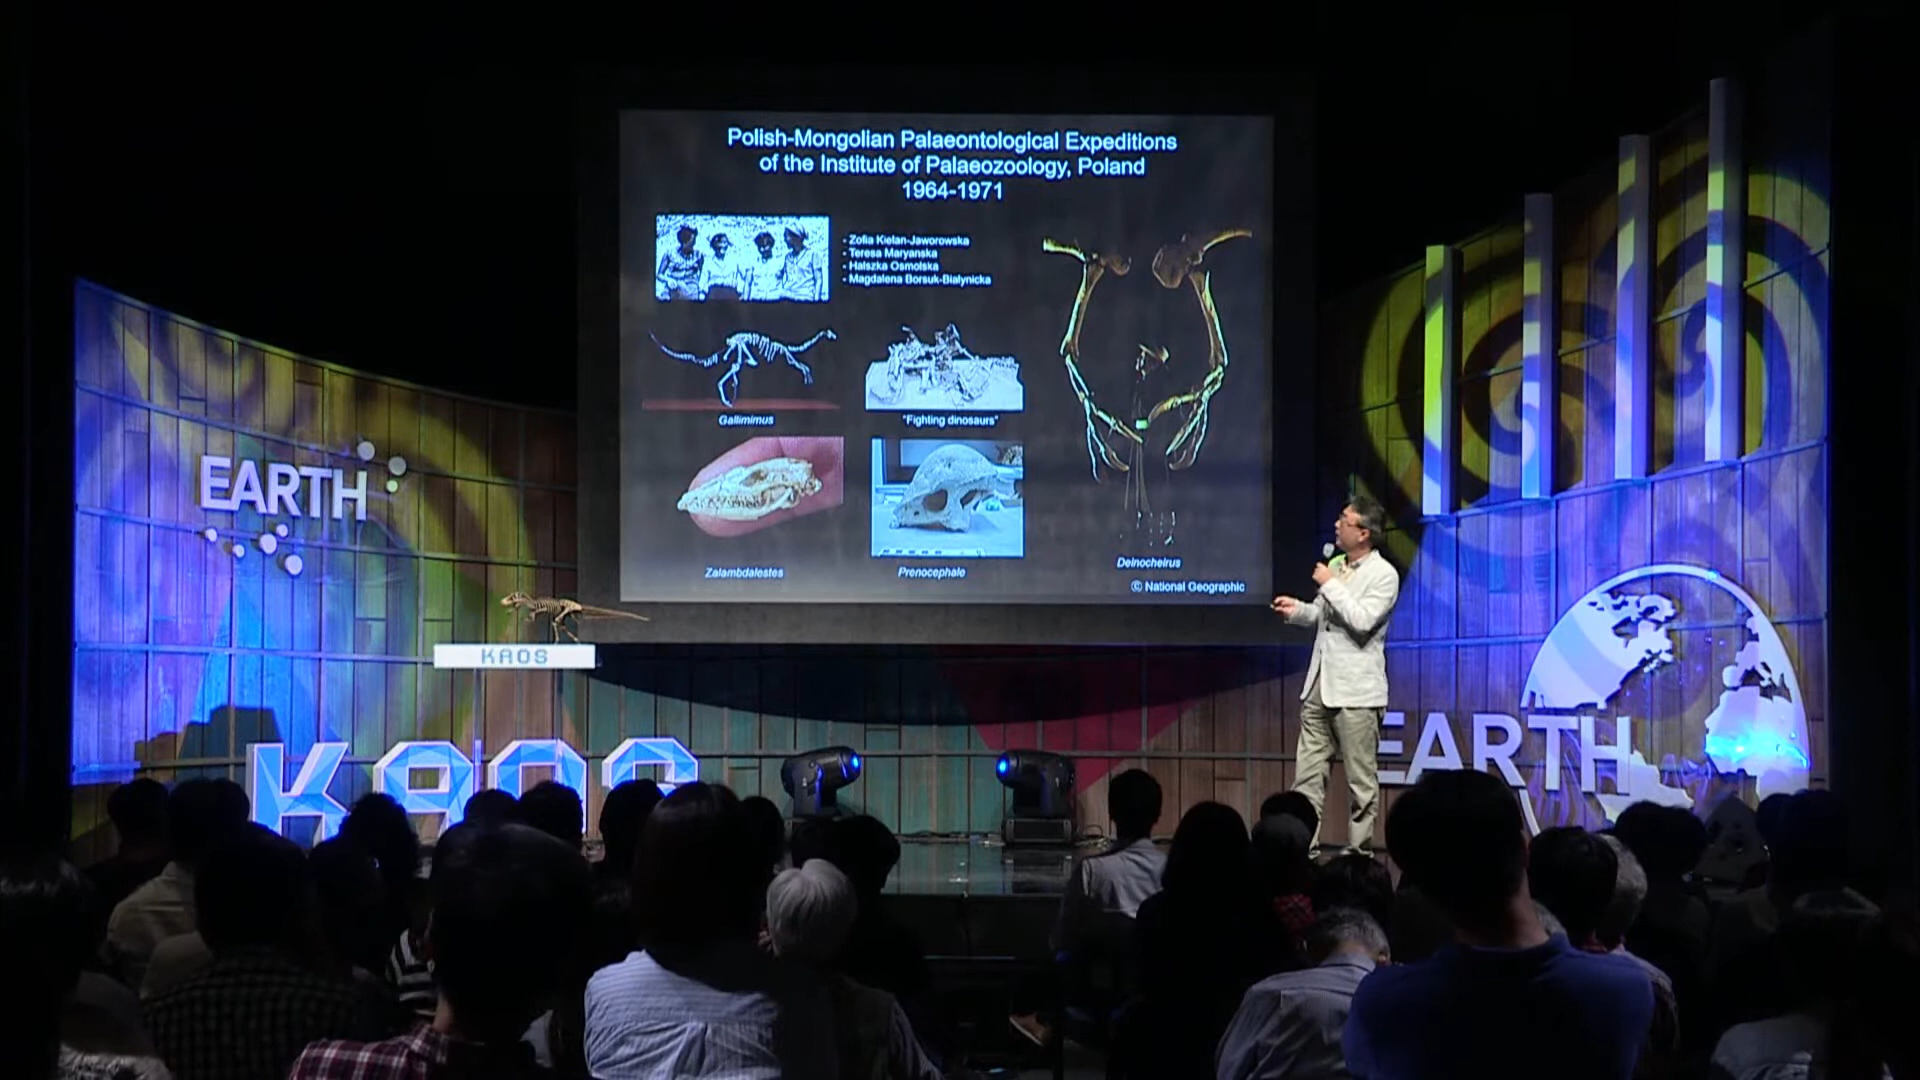 Polish-Mongolian Palaeontological Expeditions
of the Institute of Palaeozoology, Poland
1964-1971
- Zofia Kielan-Jaworowska
- Teresa Maryanska
- Halszka Osmolska
- Magdalena Borsuk-Bialynicka
Gallimimus
"Fighting dinosaurs"
Zalambdalestes
Prenocephale
Deinocheirus
© National Geographic
EARTH
KAOS
KAOS
EARTH